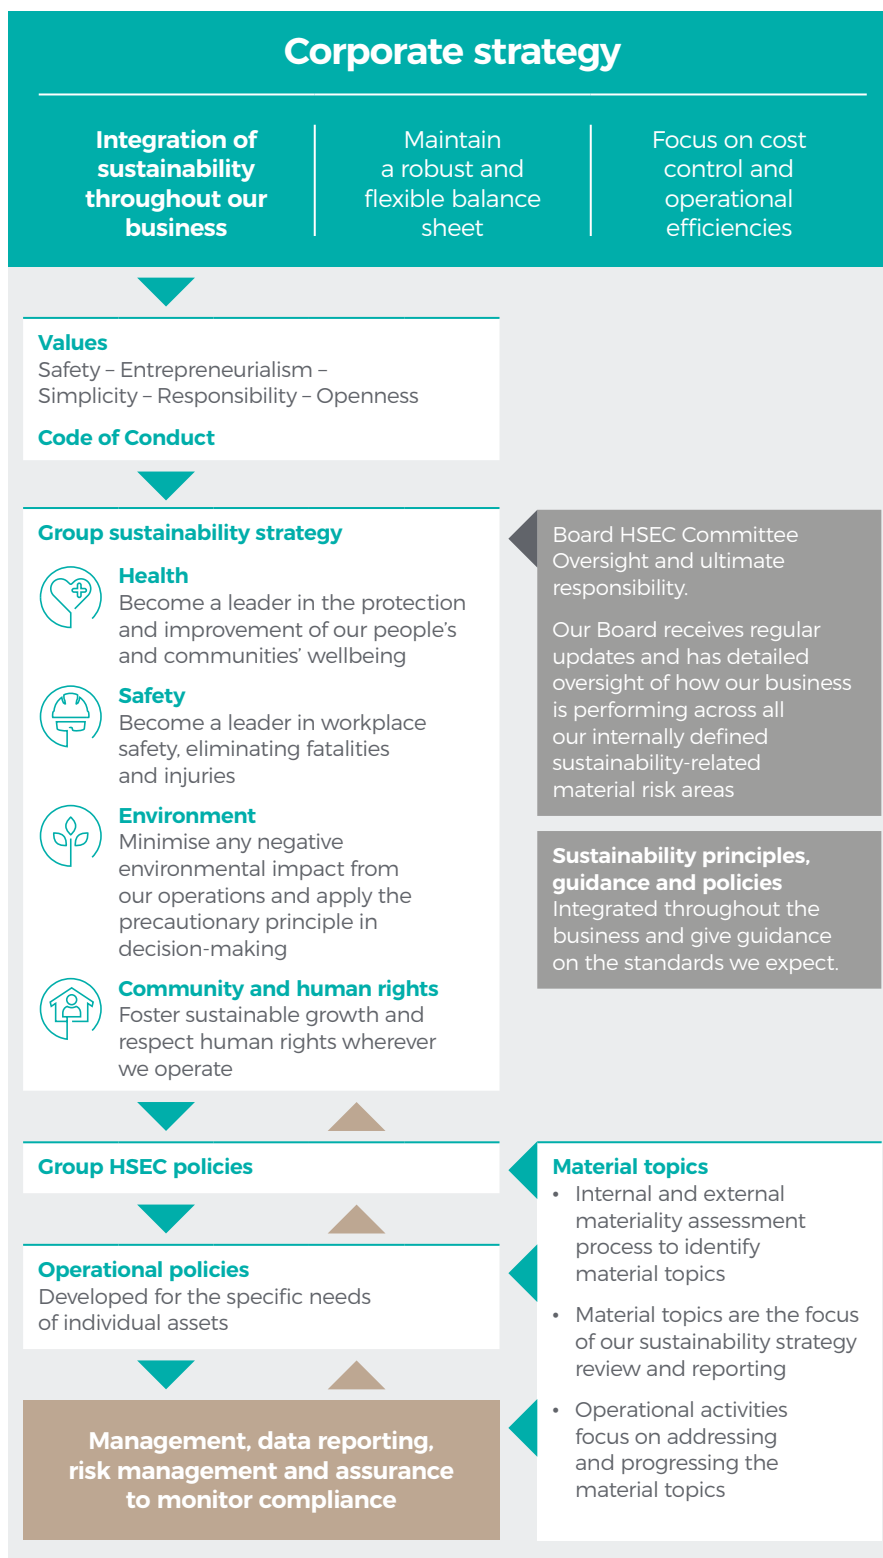 Corporate strategy
Integration of
sustainability
throughout our
business
Maintain
a robust and
flexible balance
sheet
Focus on cost
control and
operational
efficiencies
Values
Safety – Entrepreneurialism –
Simplicity – Responsibility – Openness
Code of Conduct
Group sustainability strategy
Health
Become a leader in the protection
and improvement of our people's
and communities' wellbeing
Safety
Become a leader in workplace
safety, eliminating fatalities
and injuries
Environment
Minimise any negative
environmental impact from
our operations and apply the
precautionary principle in
decision-making
Community and human rights
Foster sustainable growth and
respect human rights wherever
we operate
Board HSEC Committee
Oversight and ultimate
responsibility.
Our Board receives regular
updates and has detailed
oversight of how our business
is performing across all
our internally defined
sustainability-related
material risk areas
Sustainability principles,
guidance and policies
Integrated throughout the
business and give guidance
on the standards we expect.
Group HSEC policies
Operational policies
Developed for the specific needs
of individual assets
Management, data reporting,
risk management and assurance
to monitor compliance
Material topics
• Internal and external
materiality assessment
process to identify
material topics
• Material topics are the focus
of our sustainability strategy
review and reporting
• Operational activities
focus on addressing
and progressing the
material topics